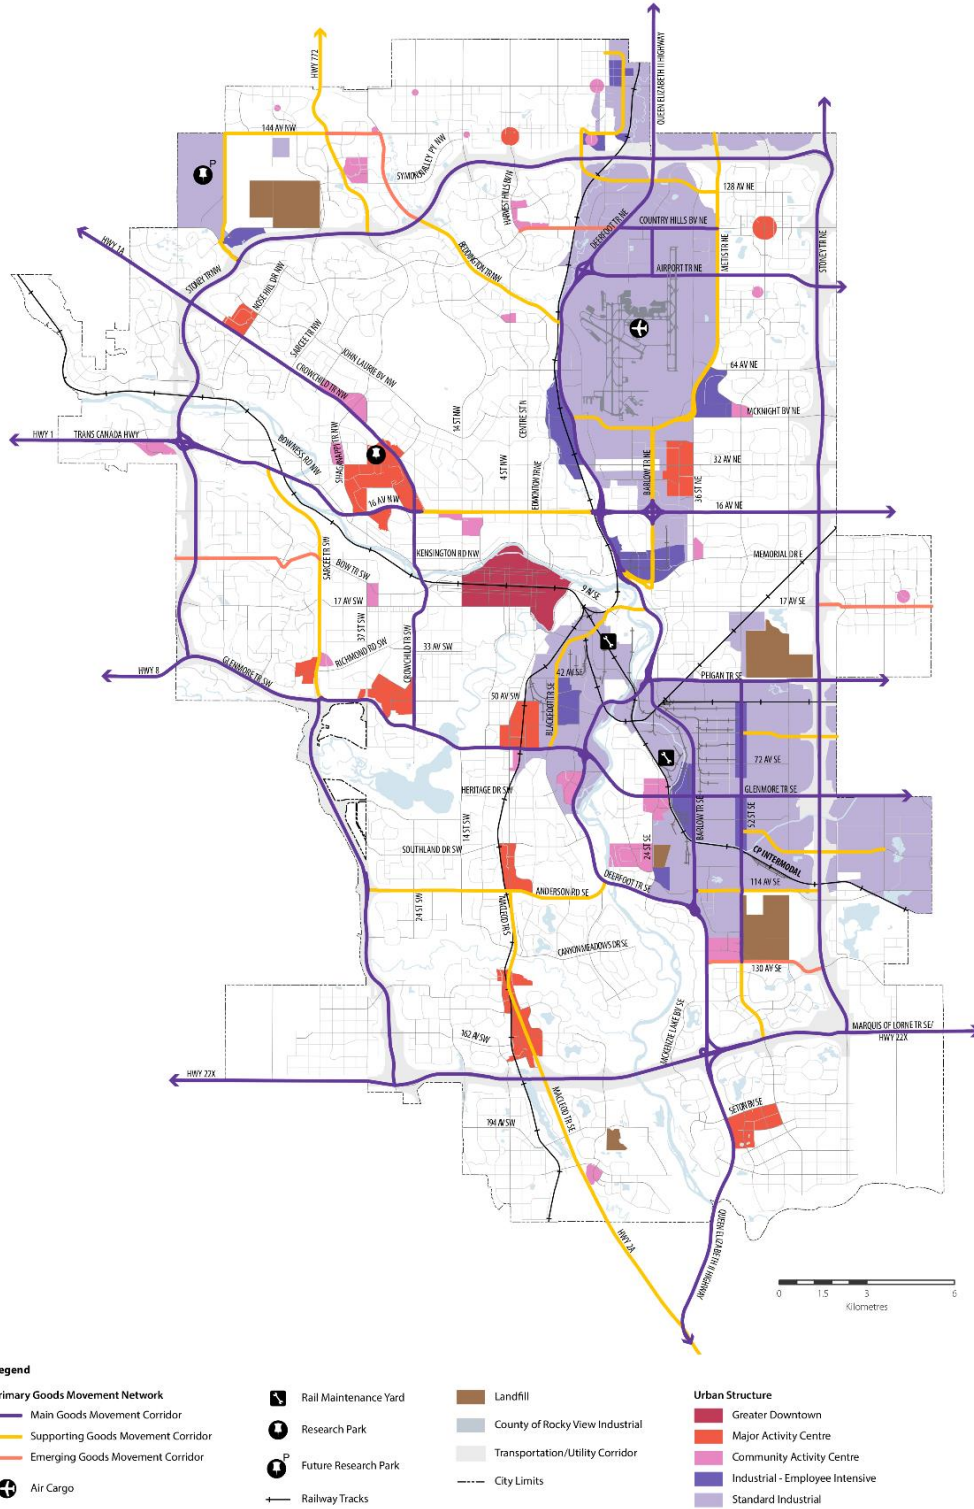 HWY 772
QUEEN ELIZABETH II HIGHWAY
144 AV NW
P
SYMONS VALLEY PY NW
HARVEST HILLS BV N
128 AV NE
COUNTRY HILLS BV NE
DEERFOOT TR NE
METIS TR NE
STONEY TR NE
HWY 1A
BEDDINGTON TR NW
AIRPORT TR NE
STONEY TR NW
NOSE HILL DR NW
SARCEE TR NW
JOHN LAURIE BV NW
CROWCHILD TR NW
64 AV NE
MCKNIGHT BV NE
14 ST NW
CENTRE ST N
HWY 1
TRANS CANADA HWY
BOWNESS RD NW
SHAGANAPPI TR NW
4 ST NW
EDMONTON TR NE
BARLOW TR NE
32 AV NE
36 ST NE
16 AV NW
16 AV NE
KENSINGTON RD NW
MEMORIAL DR E
SARCEE TR SW
BOW TR SW
17 AV SW
9 AV SE
17 AV SE
37 ST SW
RICHMOND RD SW
CROWCHILD TR SW
33 AV SW
HWY 8
GLENMORE TR SW
42 AV SE
PEIGAN TR SE
50 AV SW
BLACKFOOT TR SE
72 AV SE
HERITAGE DR SW
GLENMORE TR SE
14 ST SW
BARLOW TR SE
52 ST SE
SOUTHLAND DR SW
24 ST SE
CP INTERMODAL
DEERFOOT TR SE
114 AV SE
ANDERSON RD SE
24 ST SW
MACLEOD TR S
CANYON MEADOWS DR SE
130 AV SE
162 AV SW
MCKENZIE LAKE BV SE
MARQUIS OF LORNE TR SE/
HWY 22X
HWY 22X
MACLEOD TR SE
SETON BV SE
194 AV SW
HWY 2A
QUEEN ELIZABETH II HIGHWAY
0 1.5 3 6
Kilometres
egend
rimary Goods Movement Network
Main Goods Movement Corridor
Supporting Goods Movement Corridor
Emerging Goods Movement Corridor
Air Cargo
Rail Maintenance Yard
Research Park
P
Future Research Park
Railway Tracks
Landfill
County of Rocky View Industrial
Transportation/Utility Corridor
City Limits
Urban Structure
Greater Downtown
Major Activity Centre
Community Activity Centre
Industrial - Employee Intensive
Standard Industrial